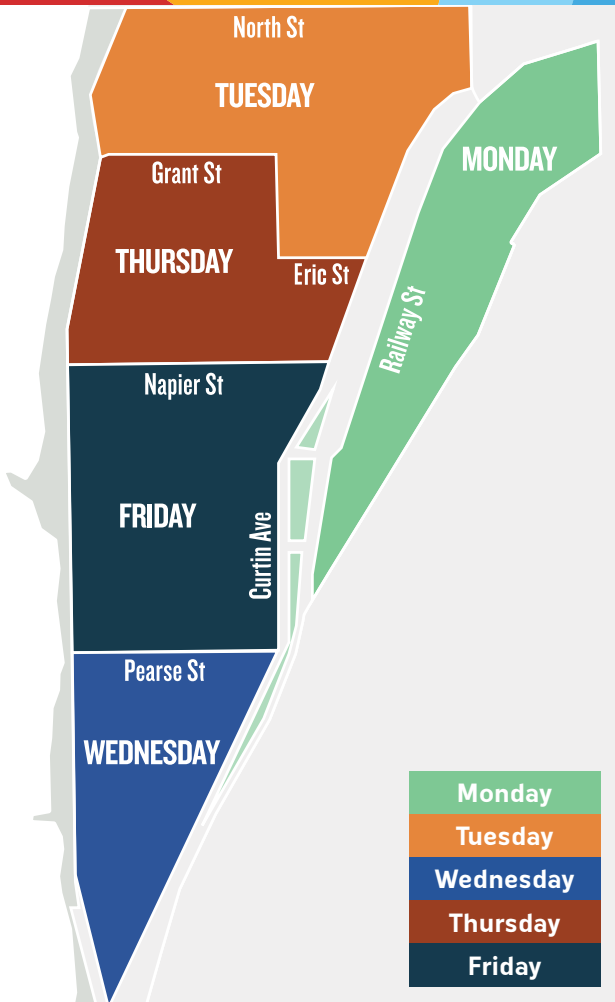 North St
TUESDAY
MONDAY
Grant St
THURSDAY
Eric St
Railway St
Napier St
FRIDAY
Curtin Ave
Pearse St
WEDNESDAY
Monday
Tuesday
Wednesday
Thursday
Friday